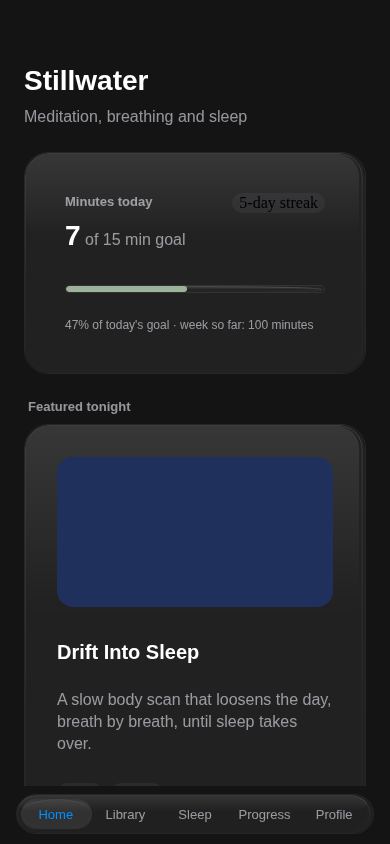 Stillwater
Meditation, breathing and sleep
Minutes today
5-day streak
7 of 15 min goal
47% of today's goal · week so far: 100 minutes
Featured tonight
Drift Into Sleep
A slow body scan that loosens the day,
breath by breath, until sleep takes
over.
Home Library Sleep Progress Profile